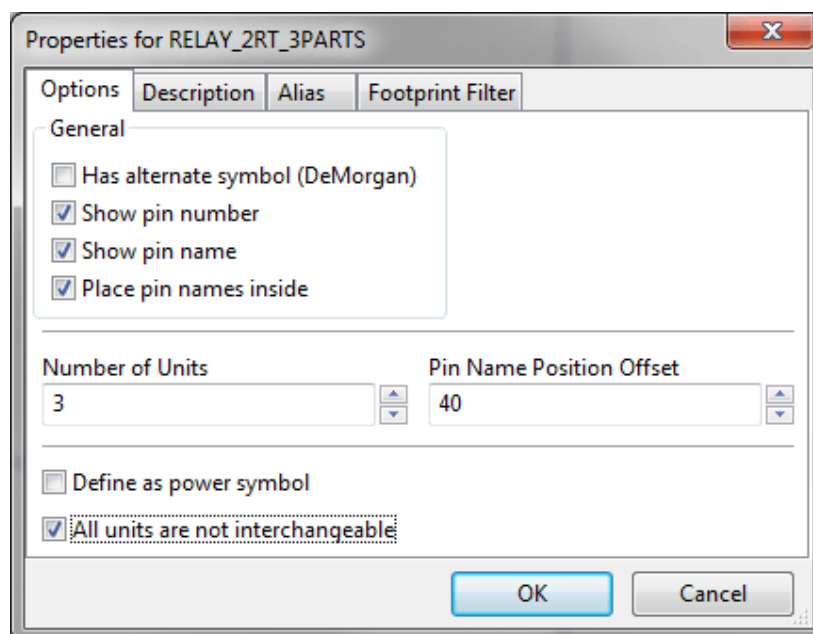 Properties for RELAY_2RT_3PARTS
Options Description Alias Footprint Filter
General
Has alternate symbol (DeMorgan)
Show pin number
Show pin name
Place pin names inside
Number of Units Pin Name Position Offset
3 40
Define as power symbol
All units are not interchangeable
OK Cancel